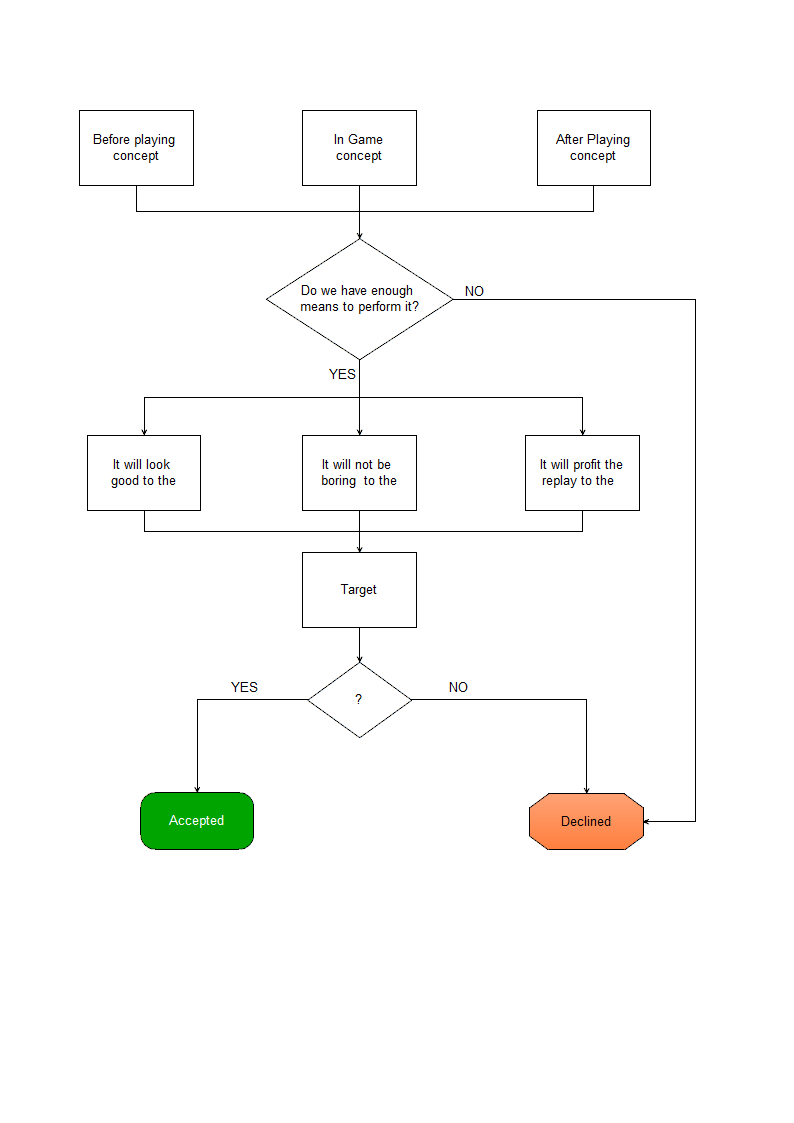 Before playing
concept
In Game
concept
After Playing
concept
Do we have enough
means to perform it?
NO
YES
It will look
good to the
It will not be
boring  to the
It will profit the
replay to the
Target
YES
?
NO
Accepted
Declined